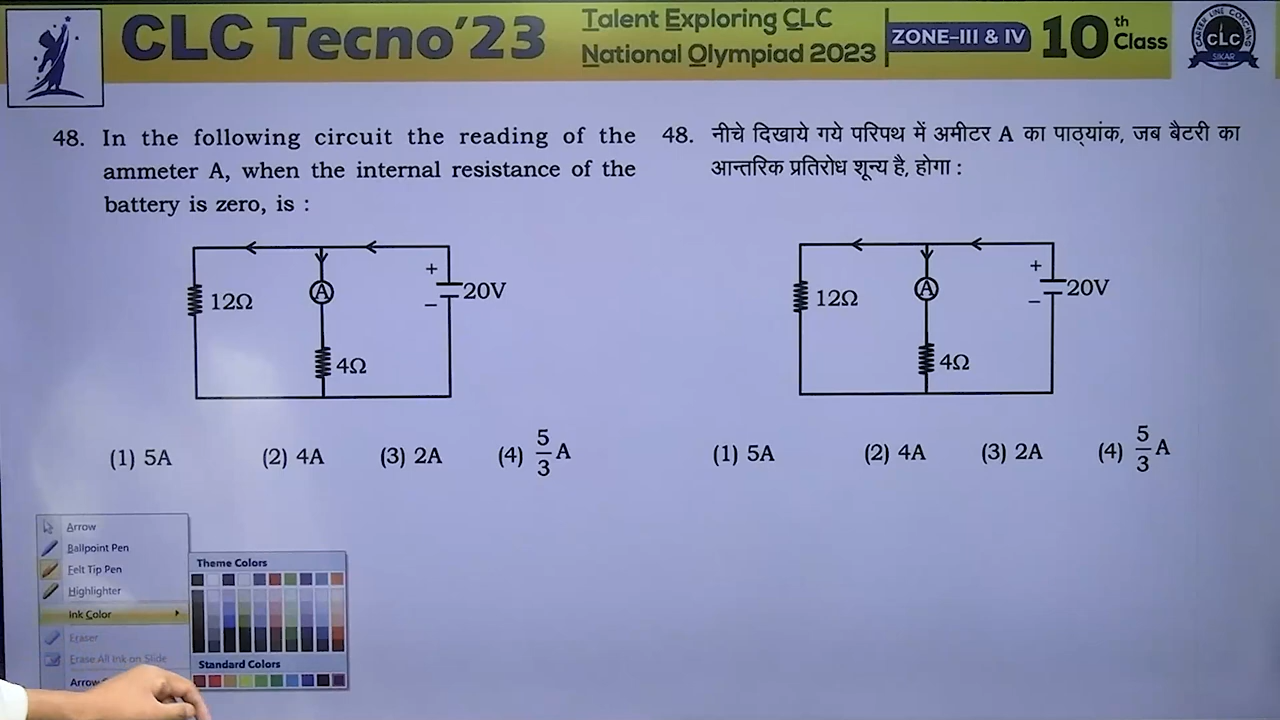 CLC Tecno'23
Talent Exploring CLC
National Olympiad 2023
ZONE-III & IV
10th Class
CAREER LINE COACHING
CLC
SIKAR
48. In the following circuit the reading of the
ammeter A, when the internal resistance of the
battery is zero, is :
12Ω
A
4Ω
+
−
20V
(1) 5A (2) 4A (3) 2A (4) 5/3 A
48. नीचे दिखाये गये परिपथ में अमीटर A का पाठ्यांक, जब बैटरी का
आन्तरिक प्रतिरोध शून्य है, होगा :
12Ω
A
4Ω
+
−
20V
(1) 5A (2) 4A (3) 2A (4) 5/3 A
Arrow
Ballpoint Pen
Felt Tip Pen
Highlighter
Ink Color
Eraser
Erase All Ink on Slide
Arrow
Theme Colors
Standard Colors